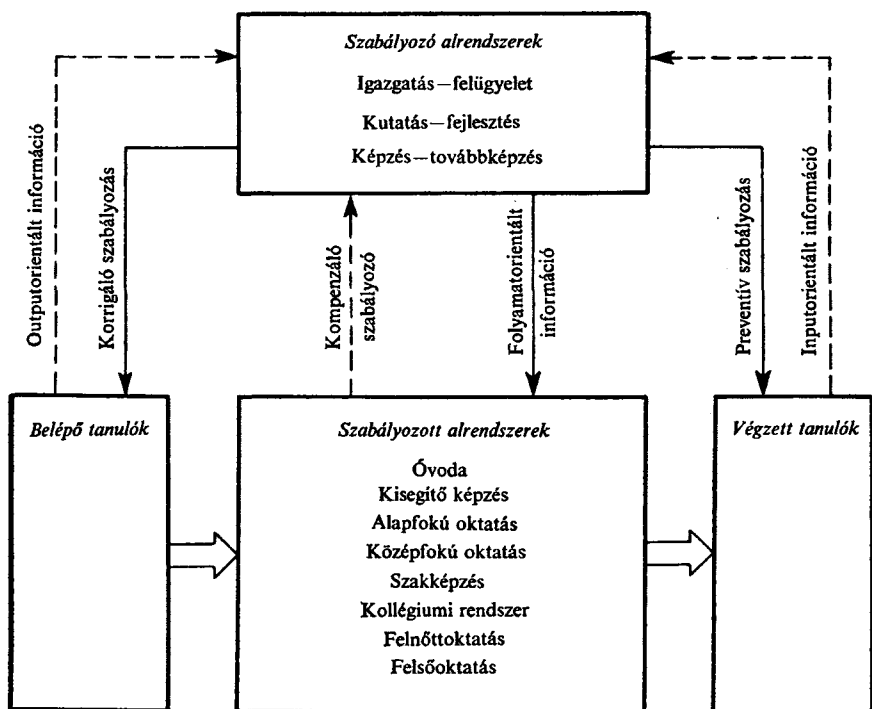 Szabályozó alrendszerek
Igazgatás—felügyelet
Kutatás—fejlesztés
Képzés—továbbképzés
Outputorientált információ
Korrigáló szabályozás
Kompenzáló
szabályozó
Folyamatorientált
információ
Preventív szabályozás
Inputorientált információ
Belépő tanulók
Szabályozott alrendszerek
Óvoda
Kisegítő képzés
Alapfokú oktatás
Középfokú oktatás
Szakképzés
Kollégiumi rendszer
Felnőttoktatás
Felsőoktatás
Végzett tanulók